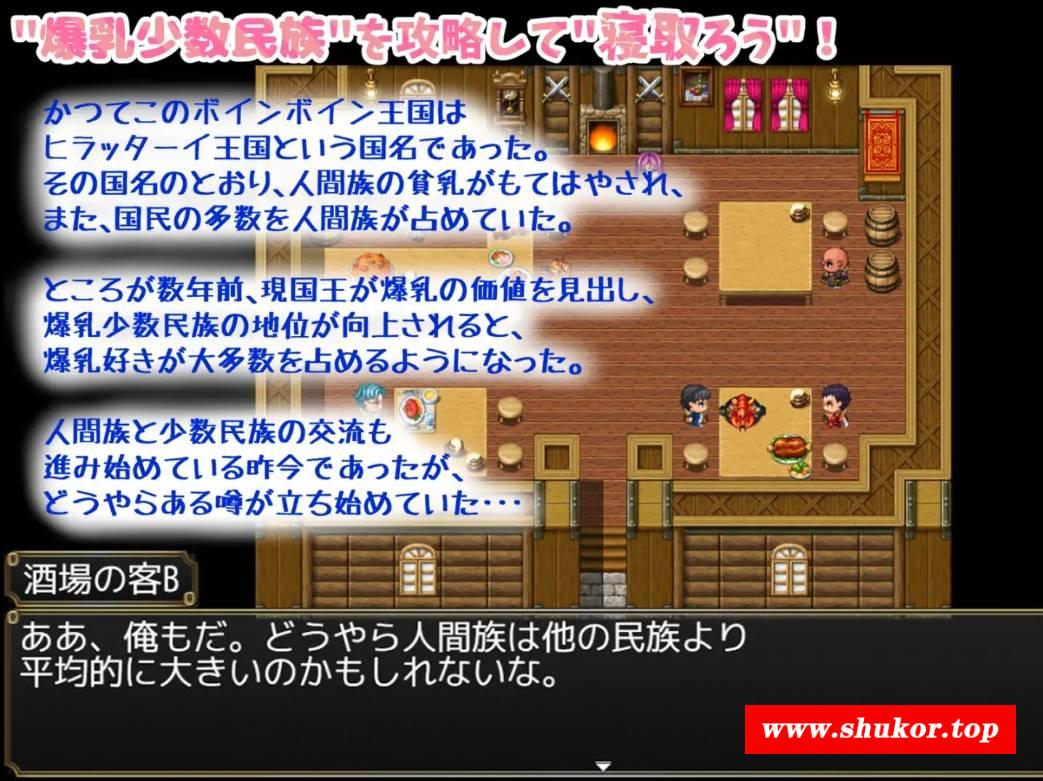 "爆乳少数民族"を攻略して"寝取ろう"！
かつてこのボインボイン王国は
ヒラッターイ王国という国名であった。
その国名のとおり、人間族の貧乳がもてはやされ、
また、国民の多数を人間族が占めていた。
ところが数年前、現国王が爆乳の価値を見出し、
爆乳少数民族の地位が向上されると、
爆乳好きが大多数を占めるようになった。
人間族と少数民族の交流も
進み始めている昨今であったが、
どうやらある噂が立ち始めていた・・・
酒場の客B
ああ、俺もだ。どうやら人間族は他の民族より
平均的に大きいのかもしれないな。
www.shukor.top